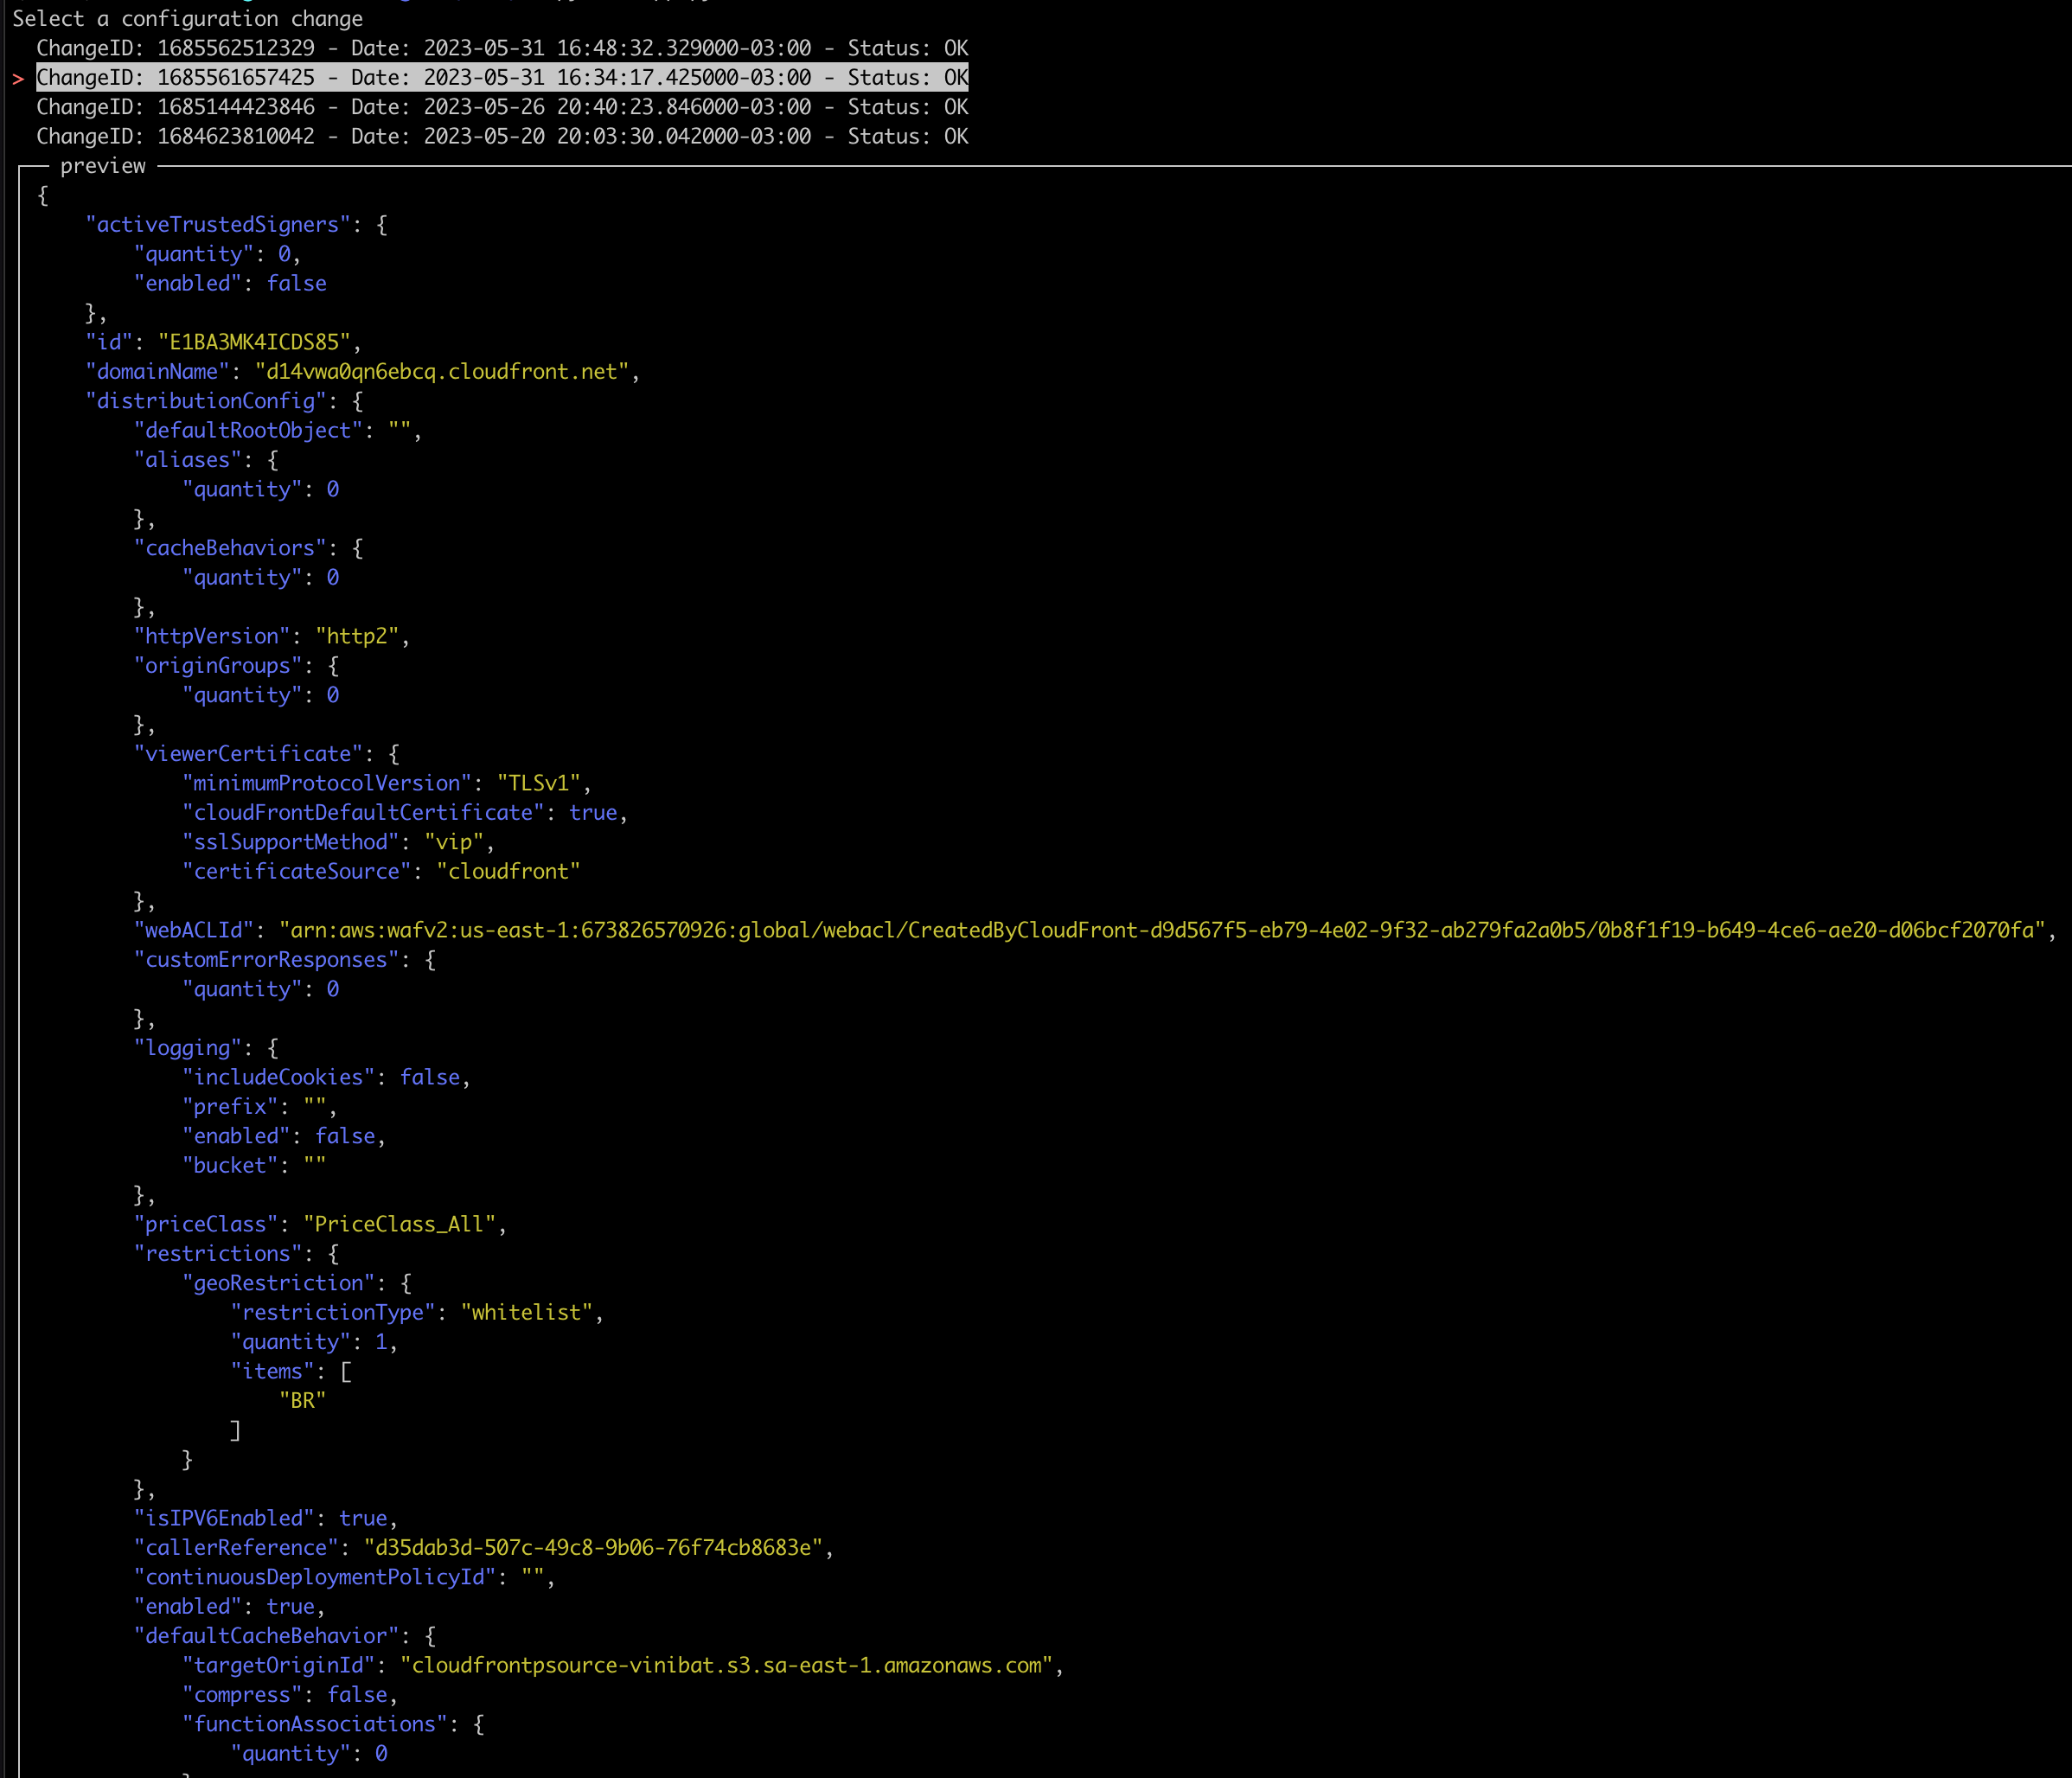 Select a configuration change
  ChangeID: 1685562512329 - Date: 2023-05-31 16:48:32.329000-03:00 - Status: OK
> ChangeID: 1685561657425 - Date: 2023-05-31 16:34:17.425000-03:00 - Status: OK
  ChangeID: 1685144423846 - Date: 2023-05-26 20:40:23.846000-03:00 - Status: OK
  ChangeID: 1684623810042 - Date: 2023-05-20 20:03:30.042000-03:00 - Status: OK
preview
{
    "activeTrustedSigners": {
        "quantity": 0,
        "enabled": false
    },
    "id": "E1BA3MK4ICDS85",
    "domainName": "d14vwa0qn6ebcq.cloudfront.net",
    "distributionConfig": {
        "defaultRootObject": "",
        "aliases": {
            "quantity": 0
        },
        "cacheBehaviors": {
            "quantity": 0
        },
        "httpVersion": "http2",
        "originGroups": {
            "quantity": 0
        },
        "viewerCertificate": {
            "minimumProtocolVersion": "TLSv1",
            "cloudFrontDefaultCertificate": true,
            "sslSupportMethod": "vip",
            "certificateSource": "cloudfront"
        },
        "webACLId": "arn:aws:wafv2:us-east-1:673826570926:global/webacl/CreatedByCloudFront-d9d567f5-eb79-4e02-9f32-ab279fa2a0b5/0b8f1f19-b649-4ce6-ae20-d06bcf2070fa",
        "customErrorResponses": {
            "quantity": 0
        },
        "logging": {
            "includeCookies": false,
            "prefix": "",
            "enabled": false,
            "bucket": ""
        },
        "priceClass": "PriceClass_All",
        "restrictions": {
            "geoRestriction": {
                "restrictionType": "whitelist",
                "quantity": 1,
                "items": [
                    "BR"
                ]
            }
        },
        "isIPV6Enabled": true,
        "callerReference": "d35dab3d-507c-49c8-9b06-76f74cb8683e",
        "continuousDeploymentPolicyId": "",
        "enabled": true,
        "defaultCacheBehavior": {
            "targetOriginId": "cloudfrontpsource-vinibat.s3.sa-east-1.amazonaws.com",
            "compress": false,
            "functionAssociations": {
                "quantity": 0